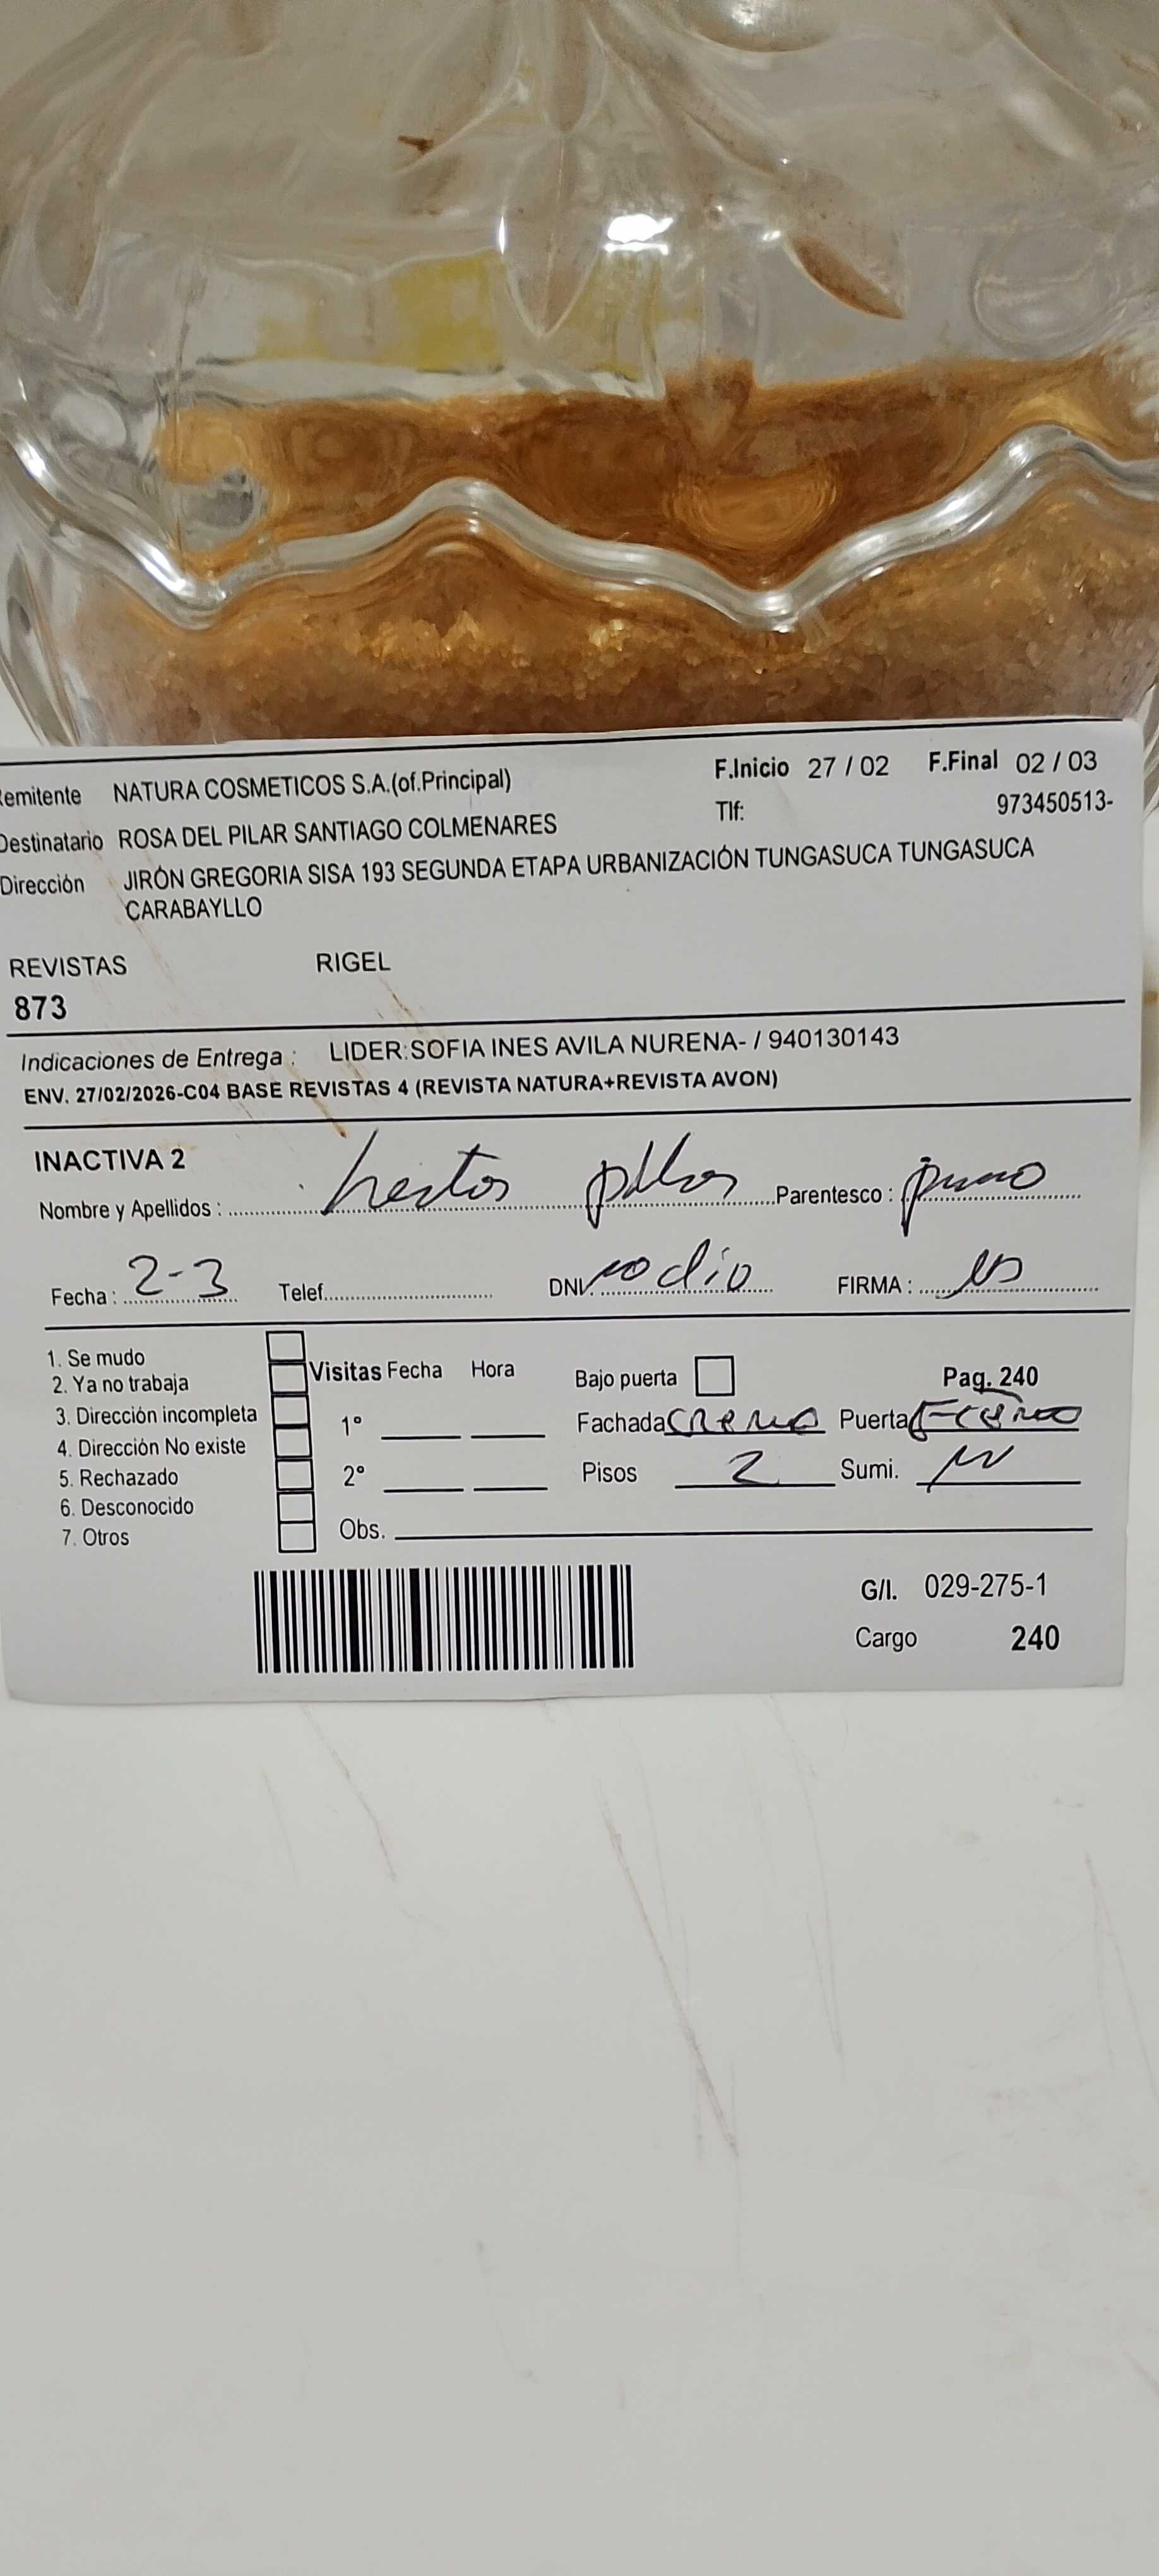 emitente NATURA COSMETICOS S.A.(of.Principal) F.Inicio 27 / 02 F.Final 02 / 03
Destinatario ROSA DEL PILAR SANTIAGO COLMENARES Tlf: 973450513-
Dirección JIRÓN GREGORIA SISA 193 SEGUNDA ETAPA URBANIZACIÓN TUNGASUCA TUNGASUCA
CARABAYLLO
REVISTAS RIGEL
873
Indicaciones de Entrega : LIDER:SOFIA INES AVILA NURENA- / 940130143
ENV. 27/02/2026-C04 BASE REVISTAS 4 (REVISTA NATURA+REVISTA AVON)
INACTIVA 2
Nombre y Apellidos : Parentesco :
Fecha : 2-3 Telef. DNI. no dio FIRMA :
1. Se mudo
2. Ya no trabaja Visitas Fecha Hora Bajo puerta Pag. 240
3. Dirección incompleta 1° Fachada crema Puerta
4. Dirección No existe
5. Rechazado 2° Pisos 2 Sumi.
6. Desconocido
7. Otros Obs.
G/I. 029-275-1
Cargo 240